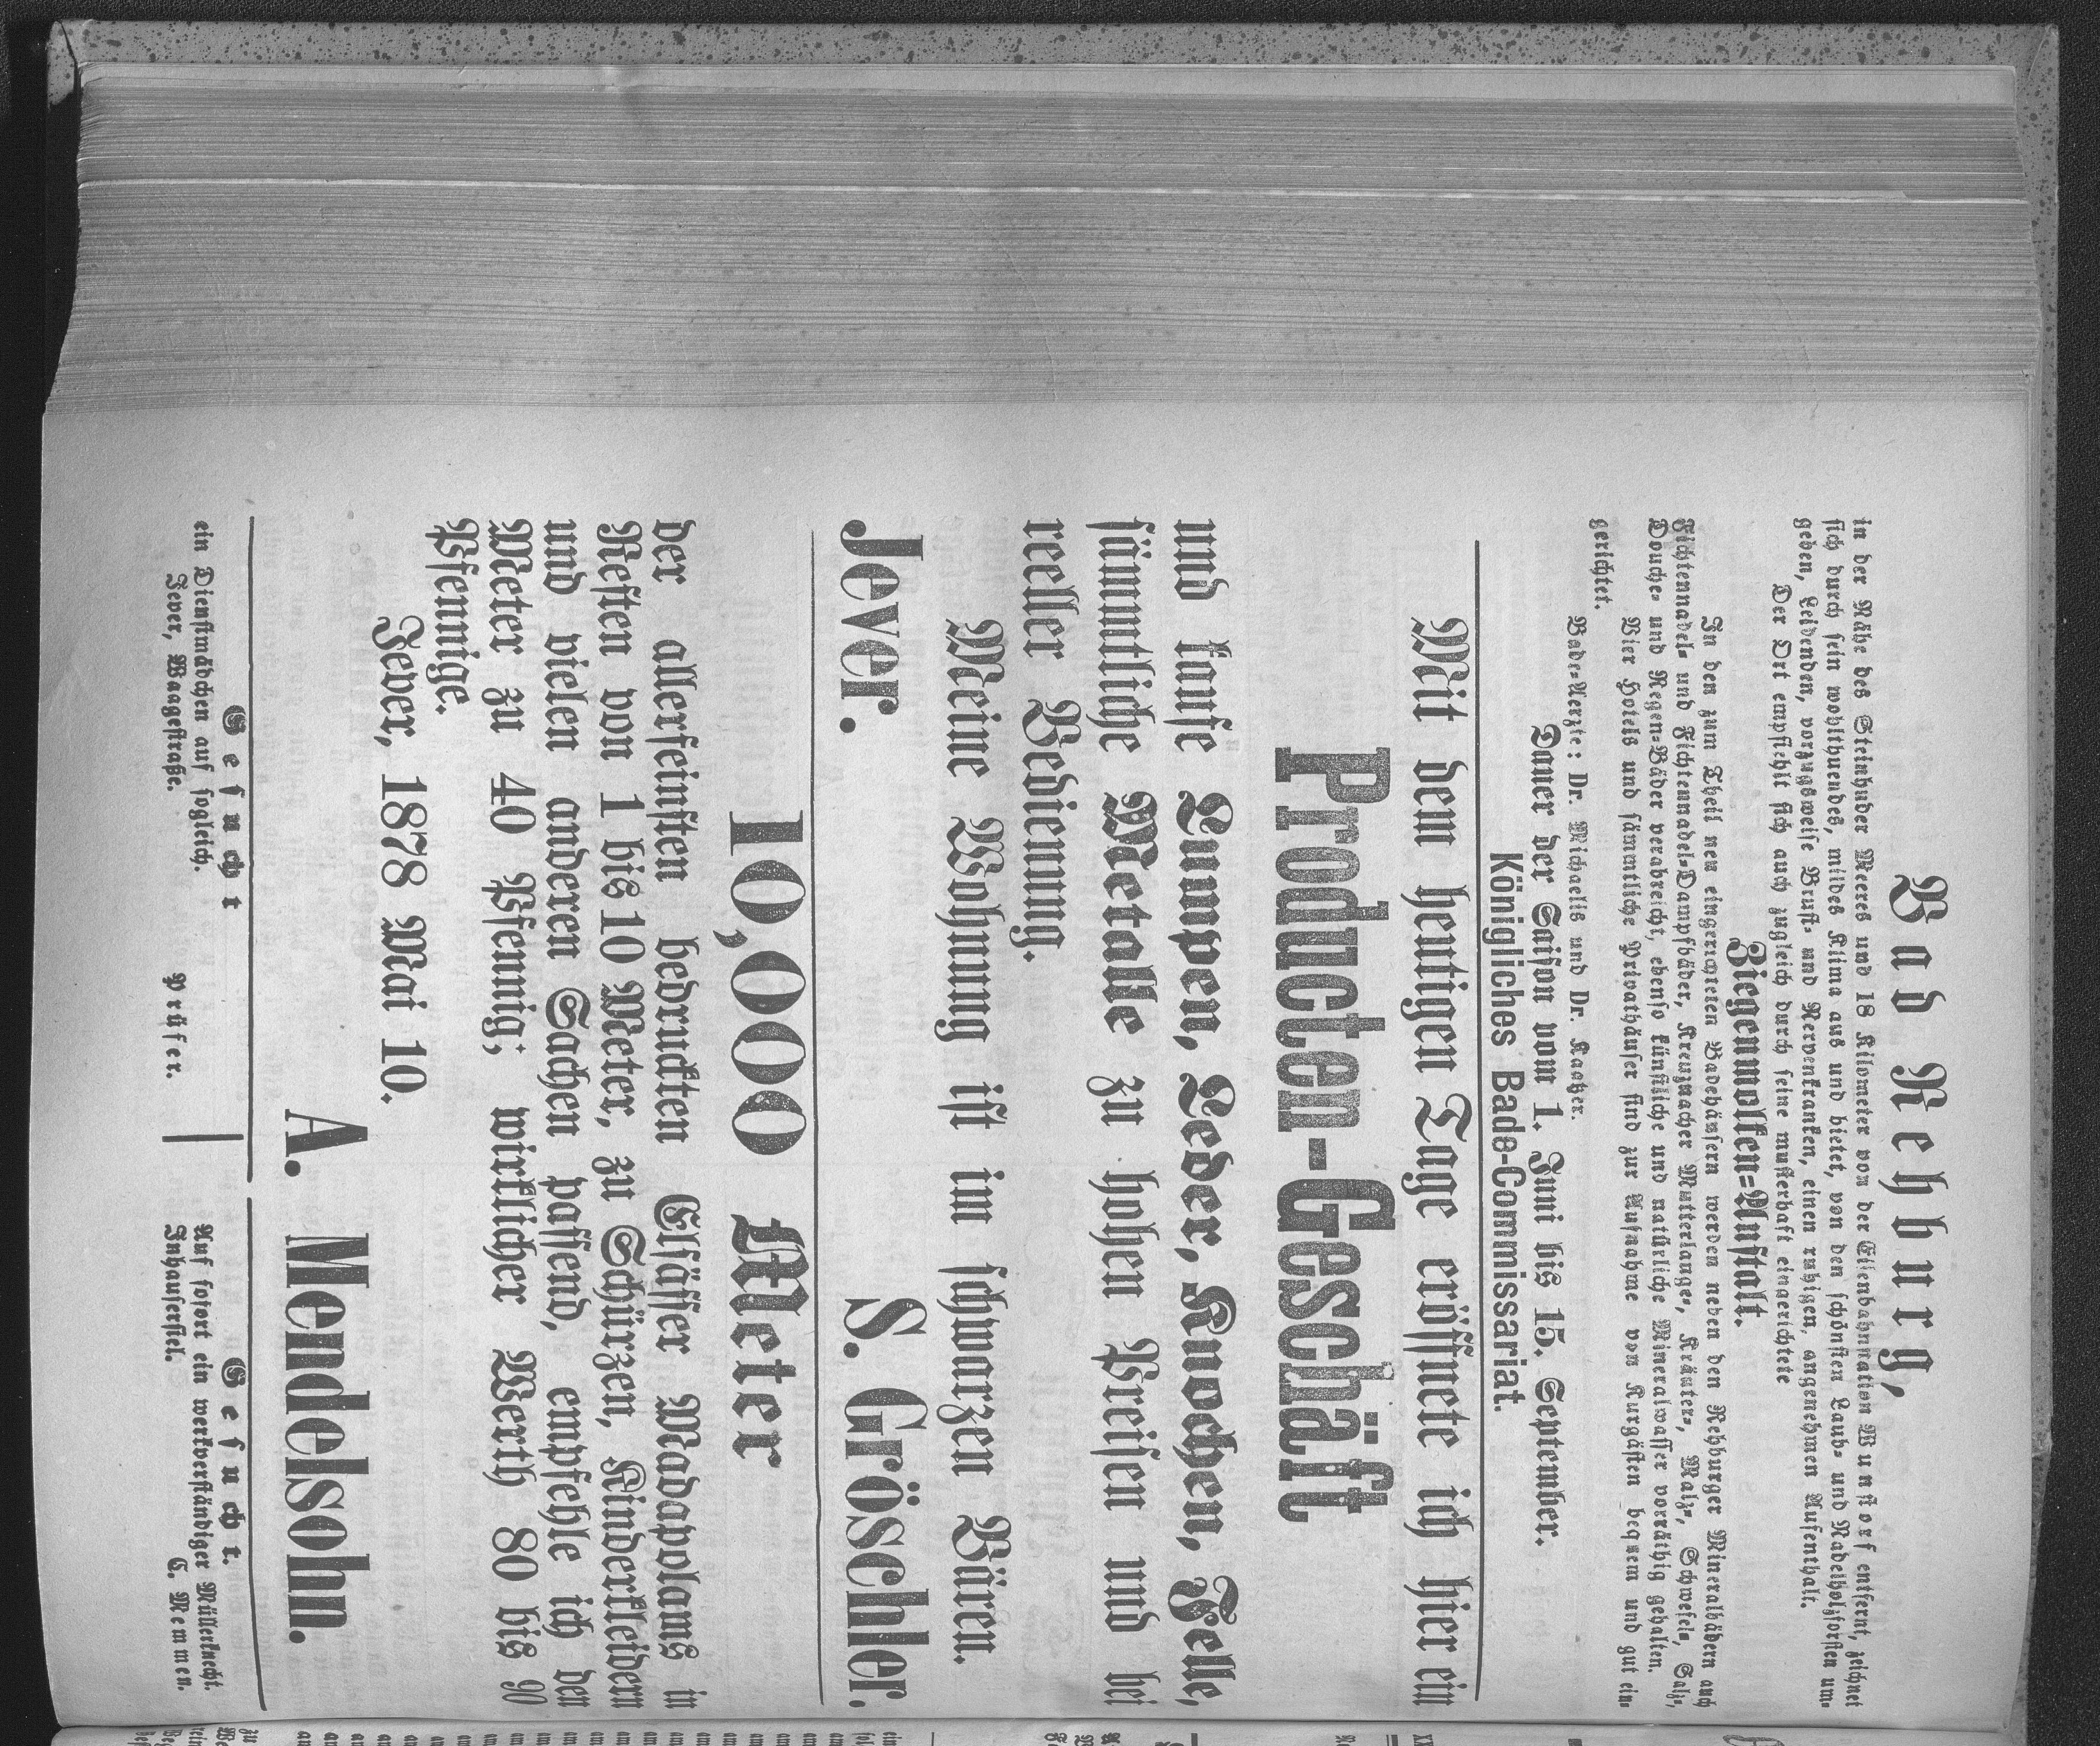 Bad Rehburg,
in der Nähe des Steinhuder Meeres und 18 Kilometer von der Eisenbahnstation Wunstorf entfernt, zeichnet
sich durch sein wohlthuendes, mildes Klima aus und bietet, von den schönsten Laub- und Nadelholzforsten um-
geben, Leidenden, vorzugsweise Brust- und Nervenkranken, einen ruhigen, angenehmen Aufenthalt.
Der Ort empfiehlt sich auch zugleich durch seine musterhaft eingerichtete
Ziegenmolken-Anstalt.
In den zum Theil neu eingerichteten Badehäusern werden neben den Rehburger Mineralbädern auch
Fichtennadel- und Fichtennadel-Dampfbäder, Kreuznacher Mutterlauge-, Kräuter-, Malz-, Schwefel-, Salz-,
Douche- und Regen-Bäder verabreicht, ebenso künstliche und natürliche Mineralwasser vorräthig gehalten.
Vier Hotels und sämmtliche Privathäuser sind zur Aufnahme von Kurgästen bequem und gut ein-
gerichtet.
Bade-Aerzte: Dr. Michaelis und Dr. Kaatzer.
Dauer der Saison vom 1. Juni bis 15. September.
Königliches Bade-Commissariat.
Mit dem heutigen Tage eröffnete ich hier ein
Producten-Geschäft
und kaufe Lumpen, Leder, Knochen, Felle,
sämmtliche Metalle zu hohen Preisen und bei
reeller Bedienung.
Meine Wohnung ist im schwarzen Bären.
Jever. S. Gröschler.
10,000 Meter
der allerfeinsten bedruckten Elsässer Madapolams in
Resten von 1 bis 10 Meter, zu Schürzen, Kinderkleidern
und vielen anderen Sachen passend, empfehle ich den
Meter zu 40 Pfennig; wirklicher Werth 80 bis 90
Pfennige.
Jever, 1878 Mai 10.
A. Mendelsohn.
Gesucht
ein Dienstmädchen auf sogleich.
Jever, Waagestraße. Prüfer.
Gesucht.
Auf sofort ein werkverständiger Müllerknecht.
Inhausersiel. C. Memmen.